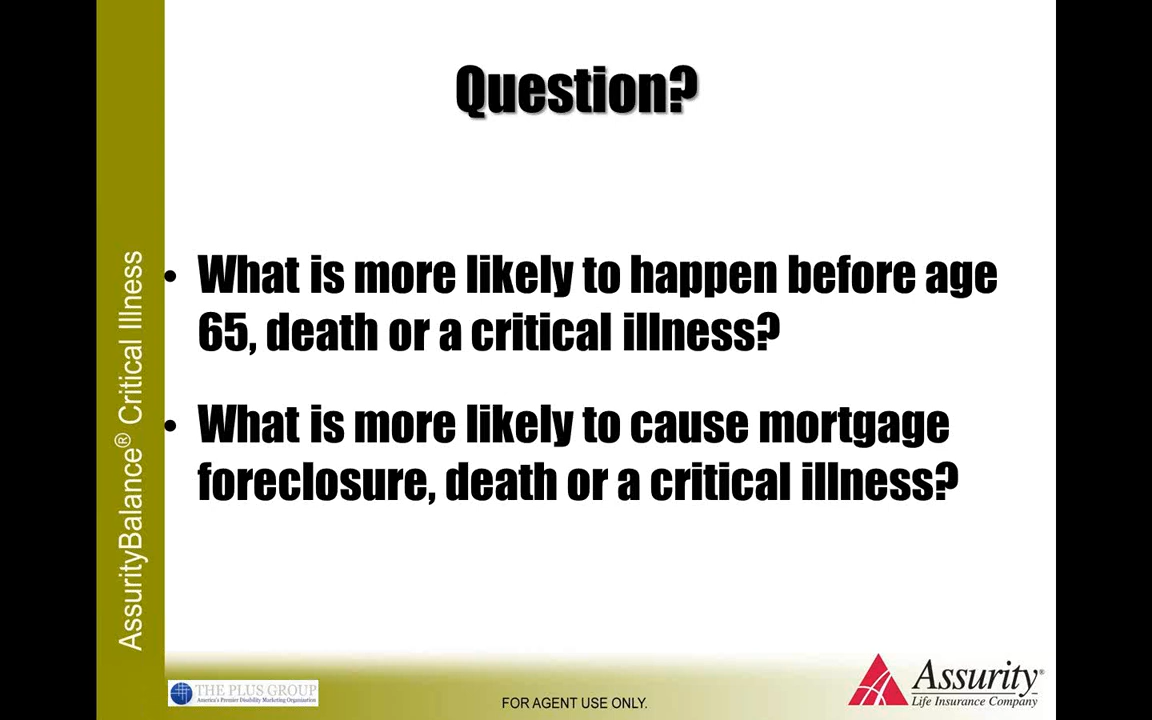 Question?
• What is more likely to happen before age
65, death or a critical illness?
• What is more likely to cause mortgage
foreclosure, death or a critical illness?
AssurityBalance® Critical Illness
THE PLUS GROUP
America's Premier Disability Marketing Organization
FOR AGENT USE ONLY.
Assurity®
Life Insurance Company